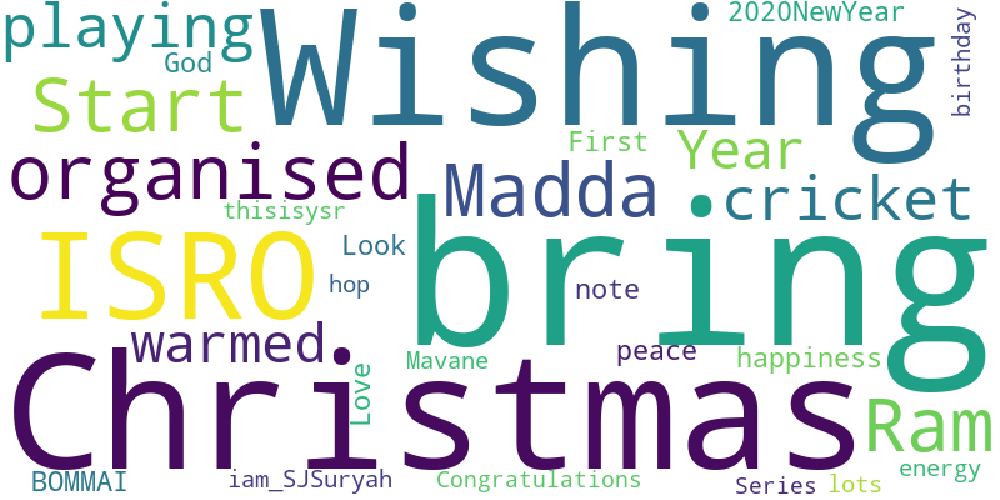 playing
Wishing
2020NewYear
birthday
God
Start
First
Year
organised
Madda
cricket
thisisysr
ISRO
Look
bring
hop
note
warmed
peace
Mavane
happiness
Christmas
Love
Ram
energy
BOMMAI
iam_SJSuryah
Congratulations
Series
lots